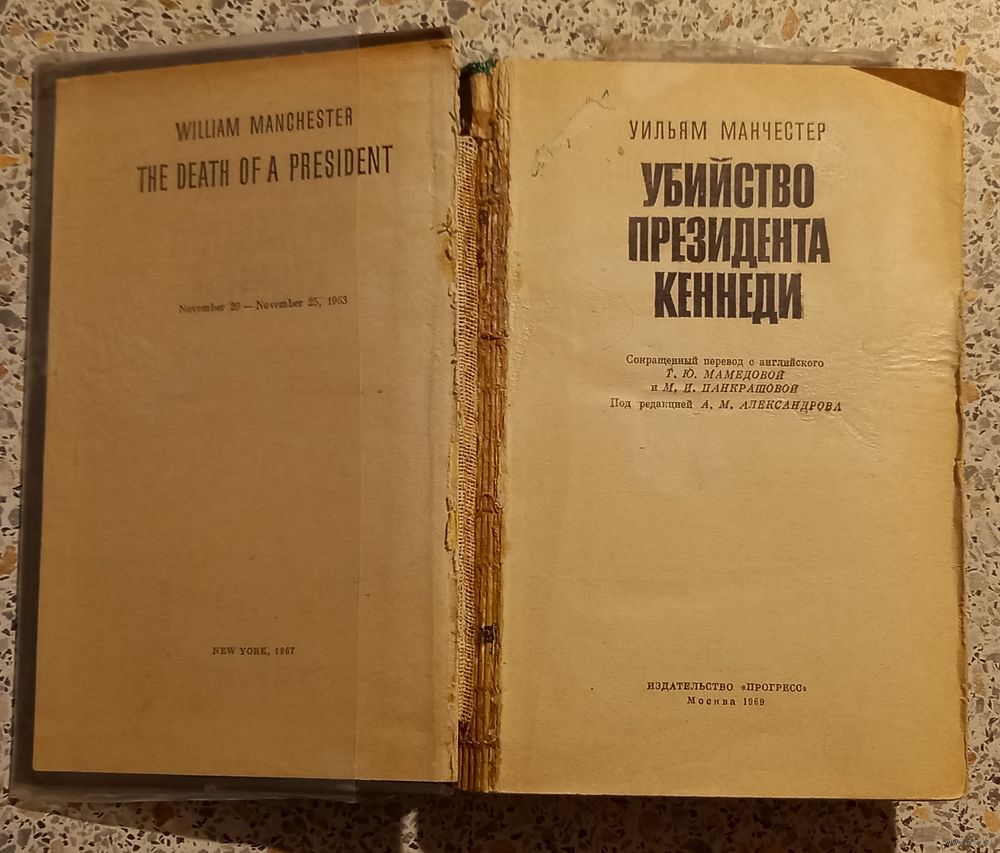 WILLIAM MANCHESTER
THE DEATH OF A PRESIDENT
November 20 — November 25, 1963
NEW YORK, 1967
УИЛЬЯМ МАНЧЕСТЕР
УБИЙСТВО
ПРЕЗИДЕНТА
КЕННЕДИ
Сокращенный перевод с английского
Т. Ю. МАМЕДОВОЙ
и М. И. ПАНКРАШОВОЙ
Под редакцией А. М. АЛЕКСАНДРОВА
ИЗДАТЕЛЬСТВО «ПРОГРЕСС»
Москва 1969